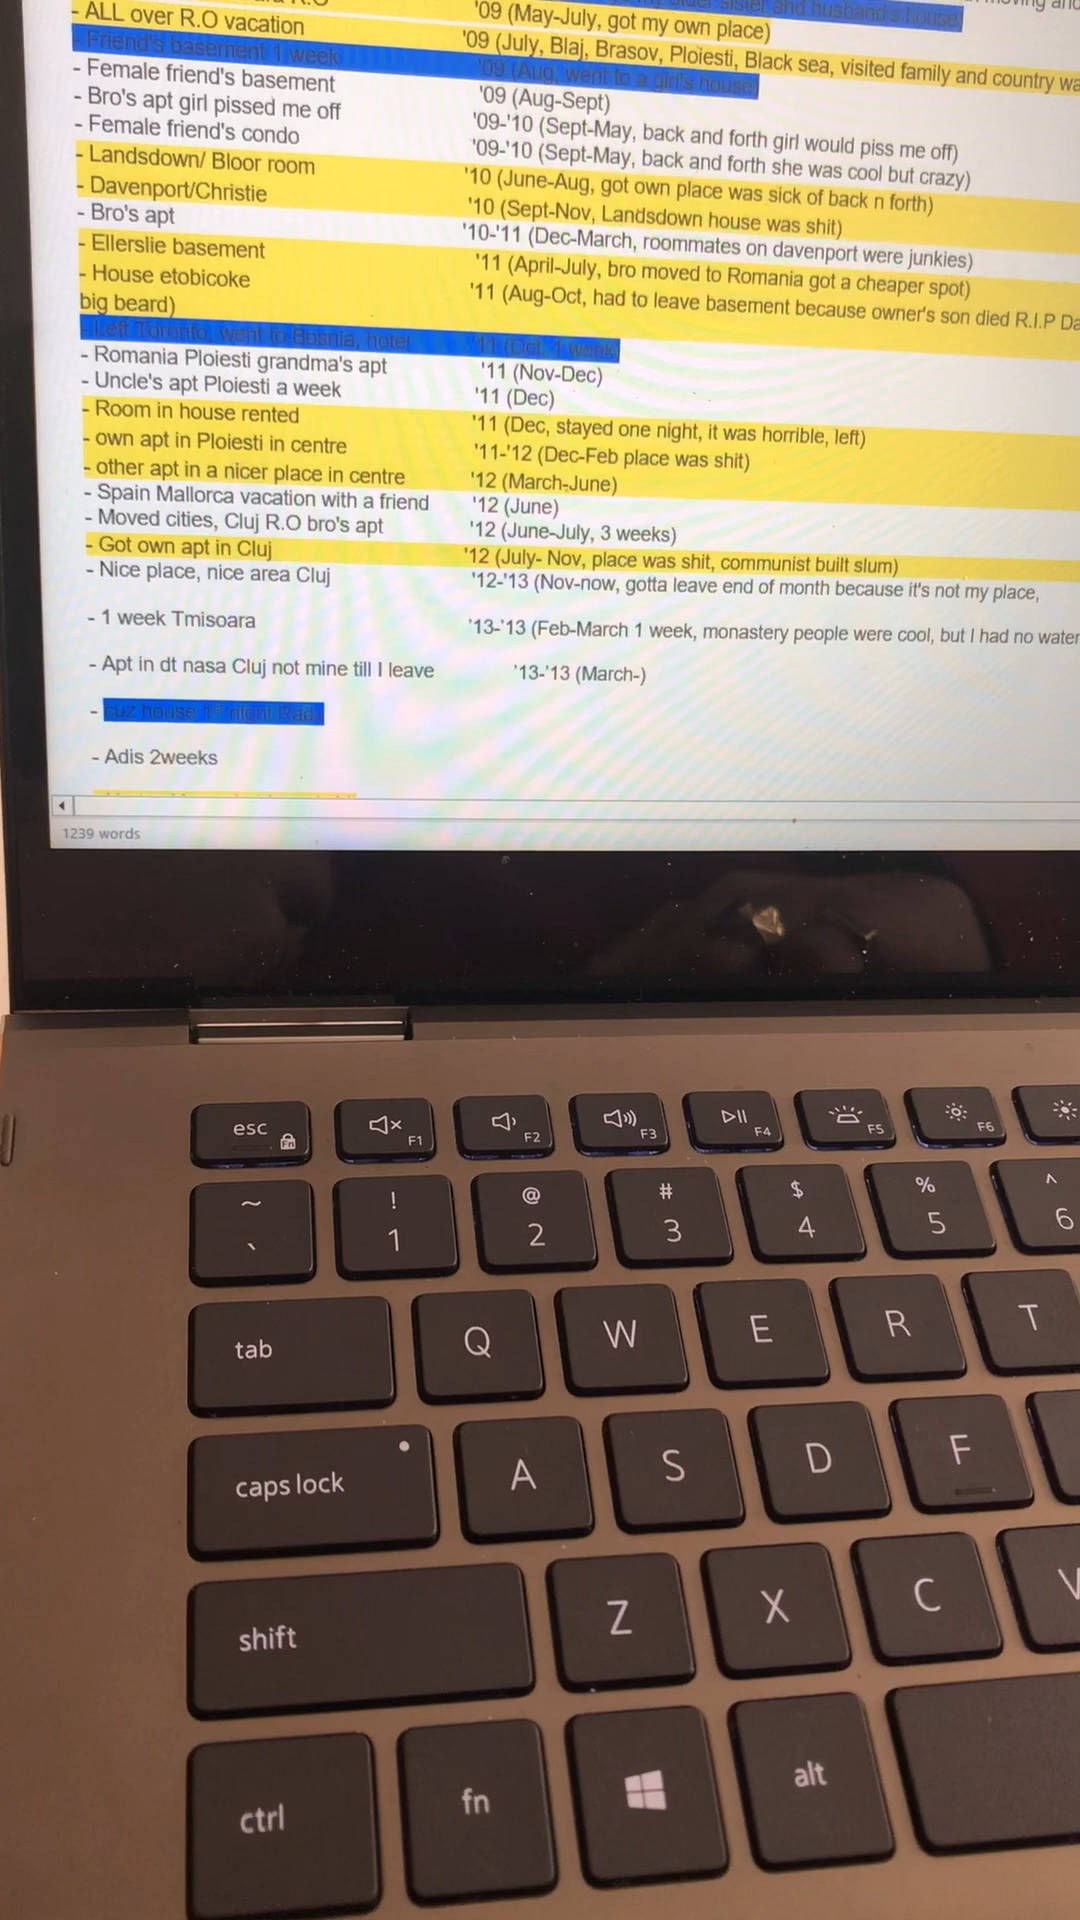 R.O
older sister and husband's house
moving and
- ALL over R.O vacation '09 (May-July, got my own place)
- Friend's basement 1 week '09 (July, Blaj, Brasov, Ploiesti, Black sea, visited family and country wa
- Female friend's basement '09 (Aug, went to a girl's house)
- Bro's apt girl pissed me off '09 (Aug-Sept)
- Female friend's condo '09-'10 (Sept-May, back and forth girl would piss me off)
- Landsdown/ Bloor room '09-'10 (Sept-May, back and forth she was cool but crazy)
- Davenport/Christie '10 (June-Aug, got own place was sick of back n forth)
- Bro's apt '10 (Sept-Nov, Landsdown house was shit)
- Ellerslie basement '10-'11 (Dec-March, roommates on davenport were junkies)
- House etobicoke '11 (April-July, bro moved to Romania got a cheaper spot)
big beard) '11 (Aug-Oct, had to leave basement because owner's son died R.I.P Da
- Left Toronto, went to Bosnia, hotel '11 (Oct, 1 week)
- Romania Ploiesti grandma's apt '11 (Nov-Dec)
- Uncle's apt Ploiesti a week '11 (Dec)
- Room in house rented '11 (Dec, stayed one night, it was horrible, left)
- own apt in Ploiesti in centre '11-'12 (Dec-Feb place was shit)
- other apt in a nicer place in centre '12 (March-June)
- Spain Mallorca vacation with a friend '12 (June)
- Moved cities, Cluj R.O bro's apt '12 (June-July, 3 weeks)
- Got own apt in Cluj '12 (July- Nov, place was shit, communist built slum)
- Nice place, nice area Cluj '12-'13 (Nov-now, gotta leave end of month because it's not my place,
- 1 week Tmisoara '13-'13 (Feb-March 1 week, monastery people were cool, but I had no water
- Apt in dt nasa Cluj not mine till I leave '13-'13 (March-)
- cuz house 1st night Radu
- Adis 2weeks
1239 words
esc Fn F1 F2 F3 F4 F5 F6
~ ! @ # $ % ^
` 1 2 3 4 5 6
tab Q W E R T
caps lock A S D F
shift Z X C V
ctrl fn alt